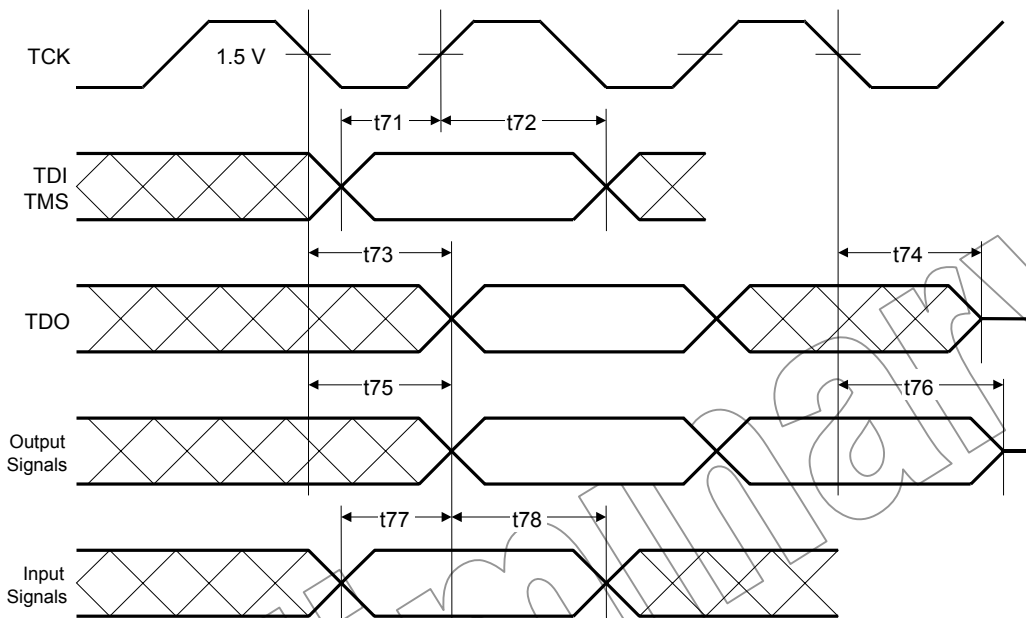 TCK
1.5 V
t71
t72
TDI
TMS
t73
t74
TDO
t75
t76
Output
Signals
t77
t78
Input
Signals